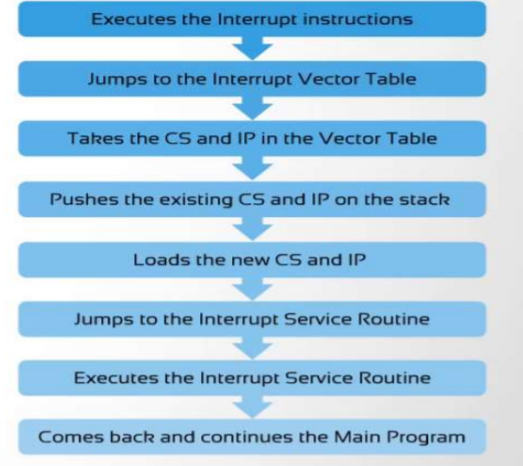 Executes the Interrupt instructions
Jumps to the Interrupt Vector Table
Takes the CS and IP in the Vector Table
Pushes the existing CS and IP on the stack
Loads the new CS and IP
Jumps to the Interrupt Service Routine
Executes the Interrupt Service Routine
Comes back and continues the Main Program